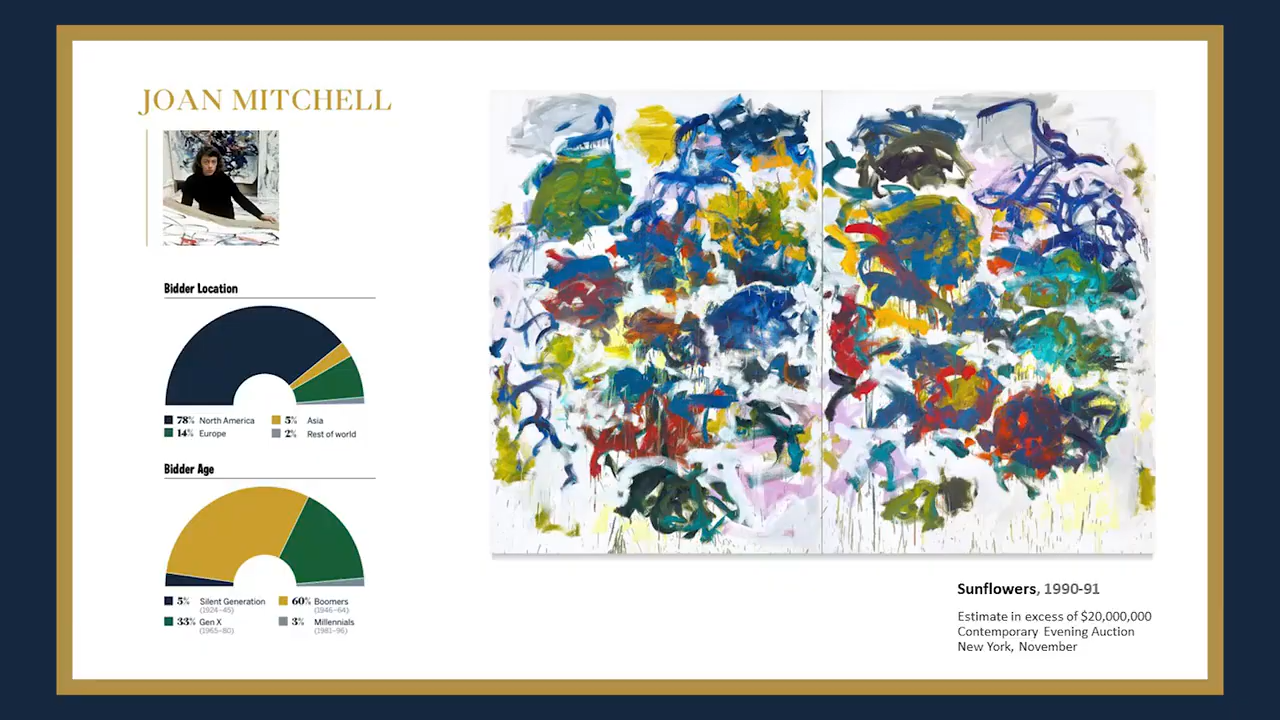 JOAN MITCHELL
Bidder Location
78% North America
5% Asia
14% Europe
2% Rest of world
Bidder Age
5% Silent Generation
(1924–45)
60% Boomers
(1946–64)
33% Gen X
(1965–80)
3% Millennials
(1981–96)
Sunflowers, 1990-91
Estimate in excess of $20,000,000
Contemporary Evening Auction
New York, November